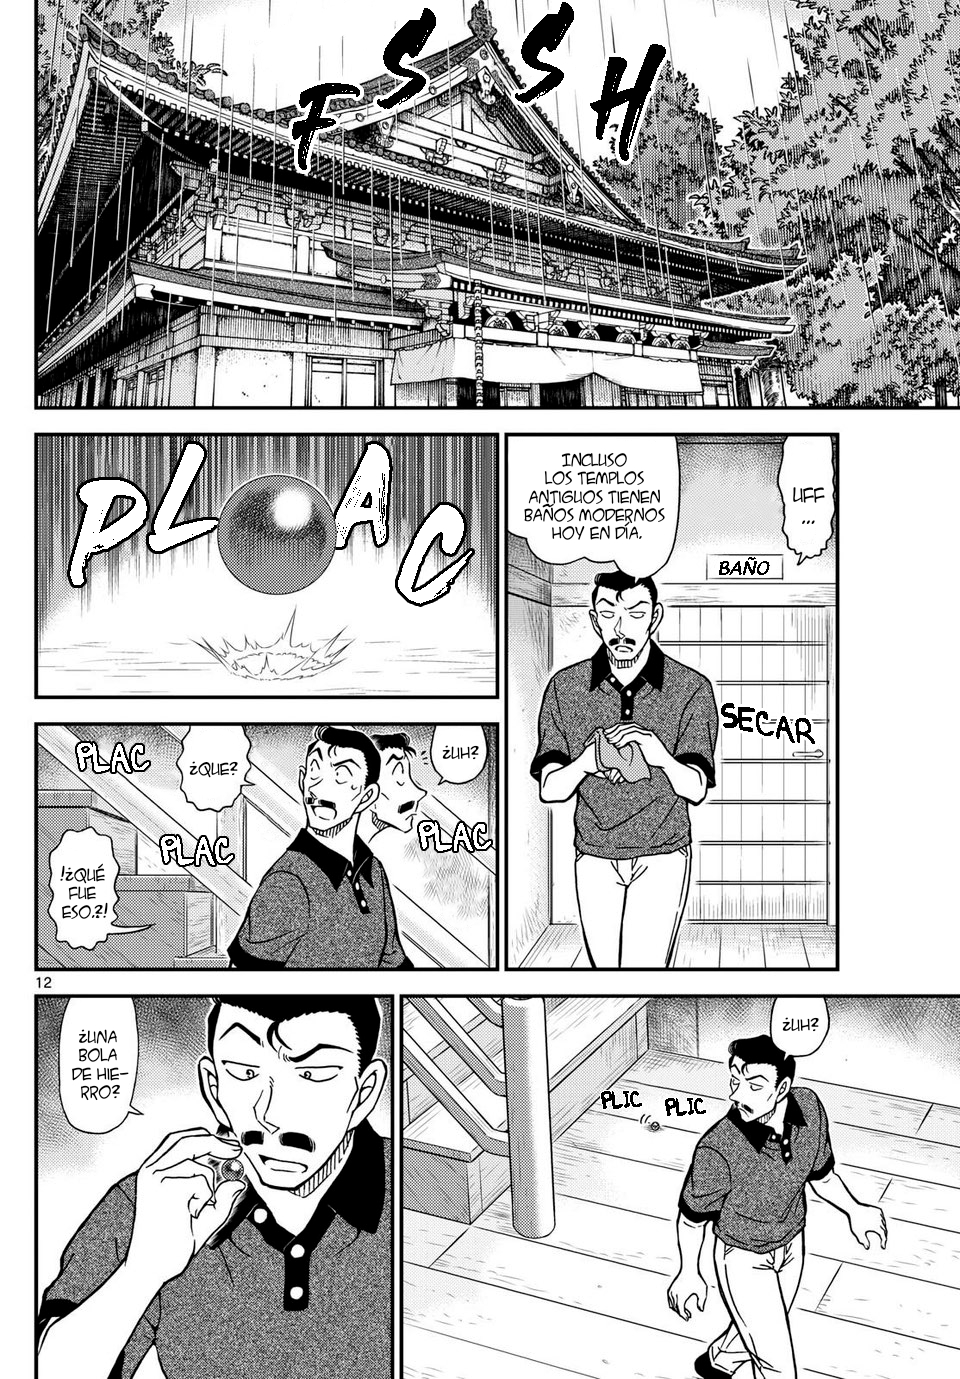 FSSH
UFF
...
INCLUSO
LOS TEMPLOS
ANTIGUOS TIENEN
BAÑOS MODERNOS
HOY EN DÍA.
BAÑO
SECAR
PLAC
¿UH?
PLAC
¿QUE?
PLAC
PLAC
!¿QUÉ
FUE
ESO.?!
12
¿UH?
PLIC
PLIC
¿UNA
BOLA
DE HIE-
RRO?